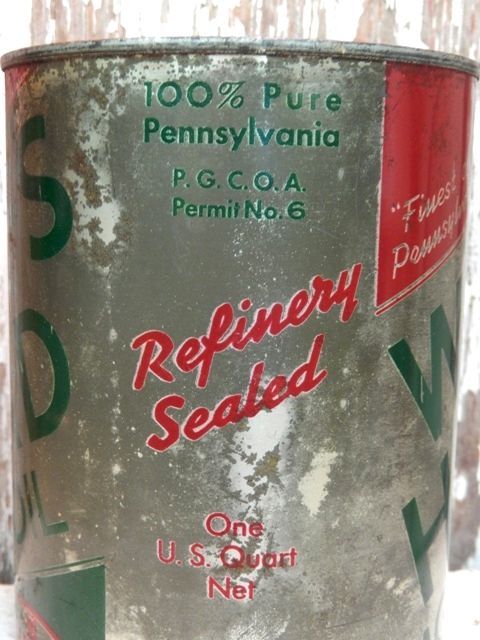 100% Pure
Pennsylvania
P. G. C. O. A.
Permit No. 6
Refinery
Sealed
One
U. S. Quart
Net
"Finest
S
D
W
H